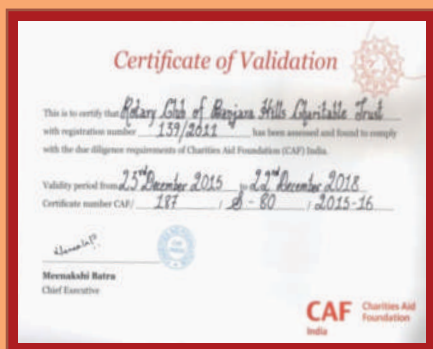 Certificate of Validation
This is to certify that Rotary Club of Banjara Hills Charitable Trust
with registration number 139/2011 has been assessed and found to comply
with the due diligence requirements of Charities Aid Foundation (CAF) India.
Validity period from 23rd December 2015 to 22nd December 2018
Certificate number CAF/ 187 / S - 80 / 2015-16
Meenakshi Batra
Chief Executive
CAF Charities Aid
Foundation
India